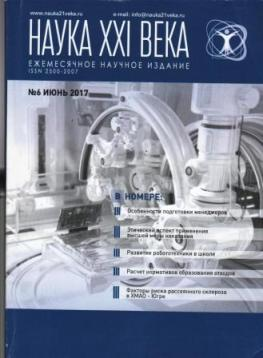 www.nauka21veka.ru e-mail: info@nauka21veka.ru
НАУКА XXI ВЕКА
ЕЖЕМЕСЯЧНОЕ НАУЧНОЕ ИЗДАНИЕ
ISSN 2500-2007
№6 ИЮНЬ 2017
В НОМЕРЕ:
Особенности подготовки менеджеров
Этический аспект применения
высшей меры наказания
Развитие робототехники в школе
Расчет нормативов образования отходов
Факторы риска рассеянного склероза
в ХМАО - Югре